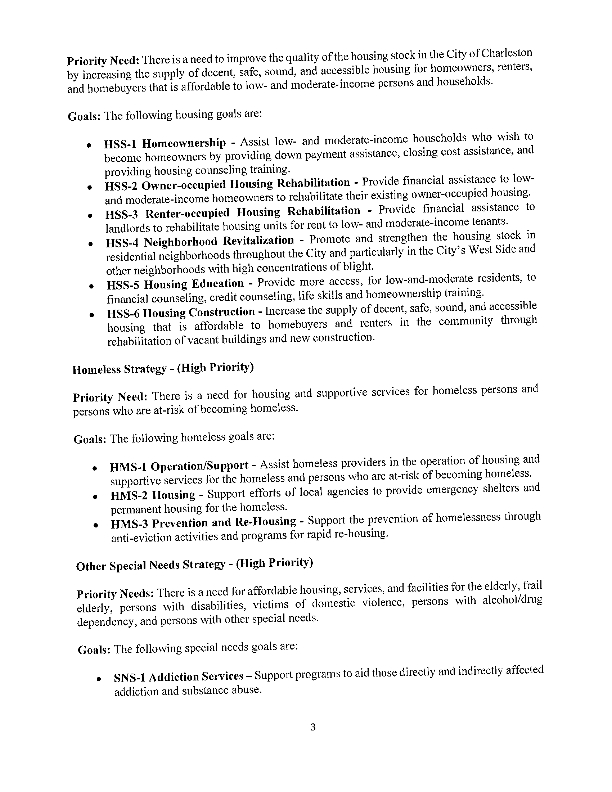 Priority Need: There is a need to improve the quality of the housing stock in the City of Charleston
by increasing the supply of decent, safe, sound, and accessible housing for homeowners, renters,
and homebuyers that is affordable to low- and moderate-income persons and households.
Goals: The following housing goals are:
• HSS-1 Homeownership - Assist low- and moderate-income households who wish to
become homeowners by providing down payment assistance, closing cost assistance, and
providing housing counseling training.
• HSS-2 Owner-occupied Housing Rehabilitation - Provide financial assistance to low-
and moderate-income homeowners to rehabilitate their existing owner-occupied housing.
• HSS-3 Renter-occupied Housing Rehabilitation - Provide financial assistance to
landlords to rehabilitate housing units for rent to low- and moderate-income tenants.
• HSS-4 Neighborhood Revitalization - Promote and strengthen the housing stock in
residential neighborhoods throughout the City and particularly in the City's West Side and
other neighborhoods with high concentrations of blight.
• HSS-5 Housing Education - Provide more access, for low-and-moderate residents, to
financial counseling, credit counseling, life skills and homeownership training.
• HSS-6 Housing Construction - Increase the supply of decent, safe, sound, and accessible
housing that is affordable to homebuyers and renters in the community through
rehabilitation of vacant buildings and new construction.
Homeless Strategy - (High Priority)
Priority Need: There is a need for housing and supportive services for homeless persons and
persons who are at-risk of becoming homeless.
Goals: The following homeless goals are:
• HMS-1 Operation/Support - Assist homeless providers in the operation of housing and
supportive services for the homeless and persons who are at-risk of becoming homeless.
• HMS-2 Housing - Support efforts of local agencies to provide emergency shelters and
permanent housing for the homeless.
• HMS-3 Prevention and Re-Housing - Support the prevention of homelessness through
anti-eviction activities and programs for rapid re-housing.
Other Special Needs Strategy - (High Priority)
Priority Needs: There is a need for affordable housing, services, and facilities for the elderly, frail
elderly, persons with disabilities, victims of domestic violence, persons with alcohol/drug
dependency, and persons with other special needs.
Goals: The following special needs goals are:
• SNS-1 Addiction Services – Support programs to aid those directly and indirectly affected
addiction and substance abuse.
3